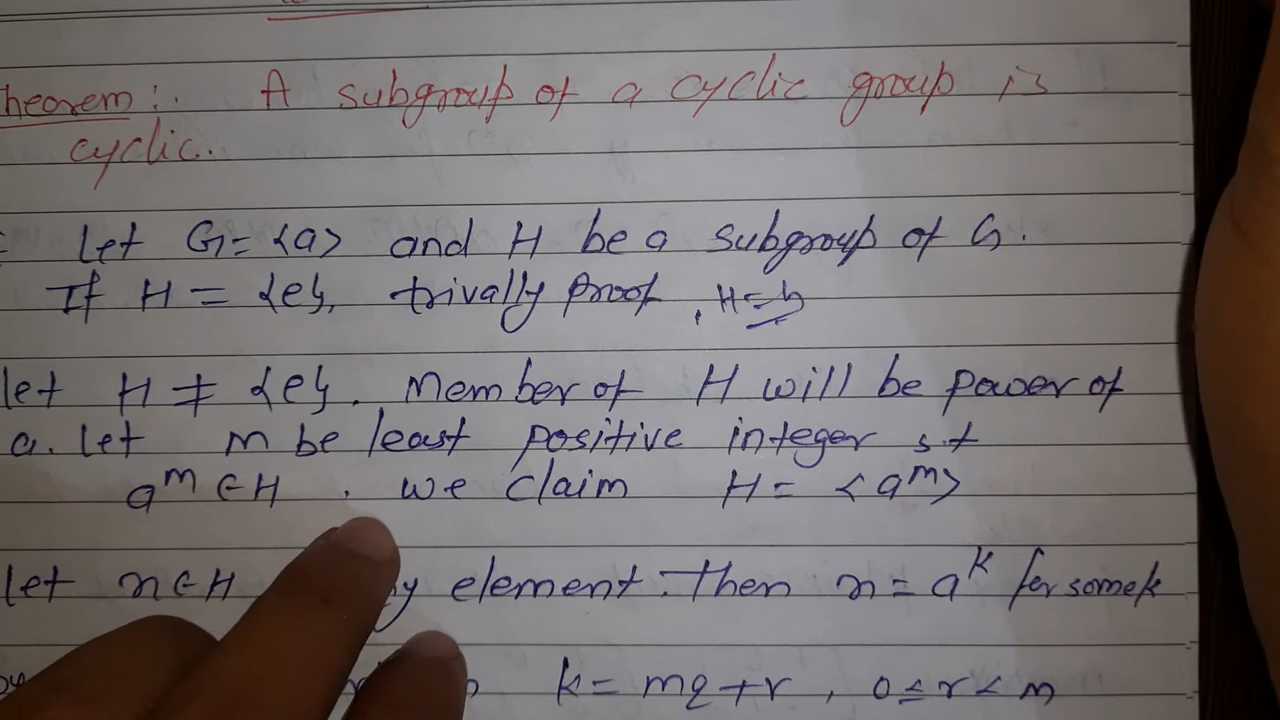 heorem :. A subgroup of a cyclic group is
cyclic.
Let G = <a> and H be a subgroup of G.
If H = {e}, trivally proof,
let H ≠ {e}. Member of H will be power of
a. Let m be least positive integer s.t
a^m ∈ H. we claim H = <a^m>
let x ∈ H element. Then x = a^k for some k
k = mq + r, 0 ≤ r < m